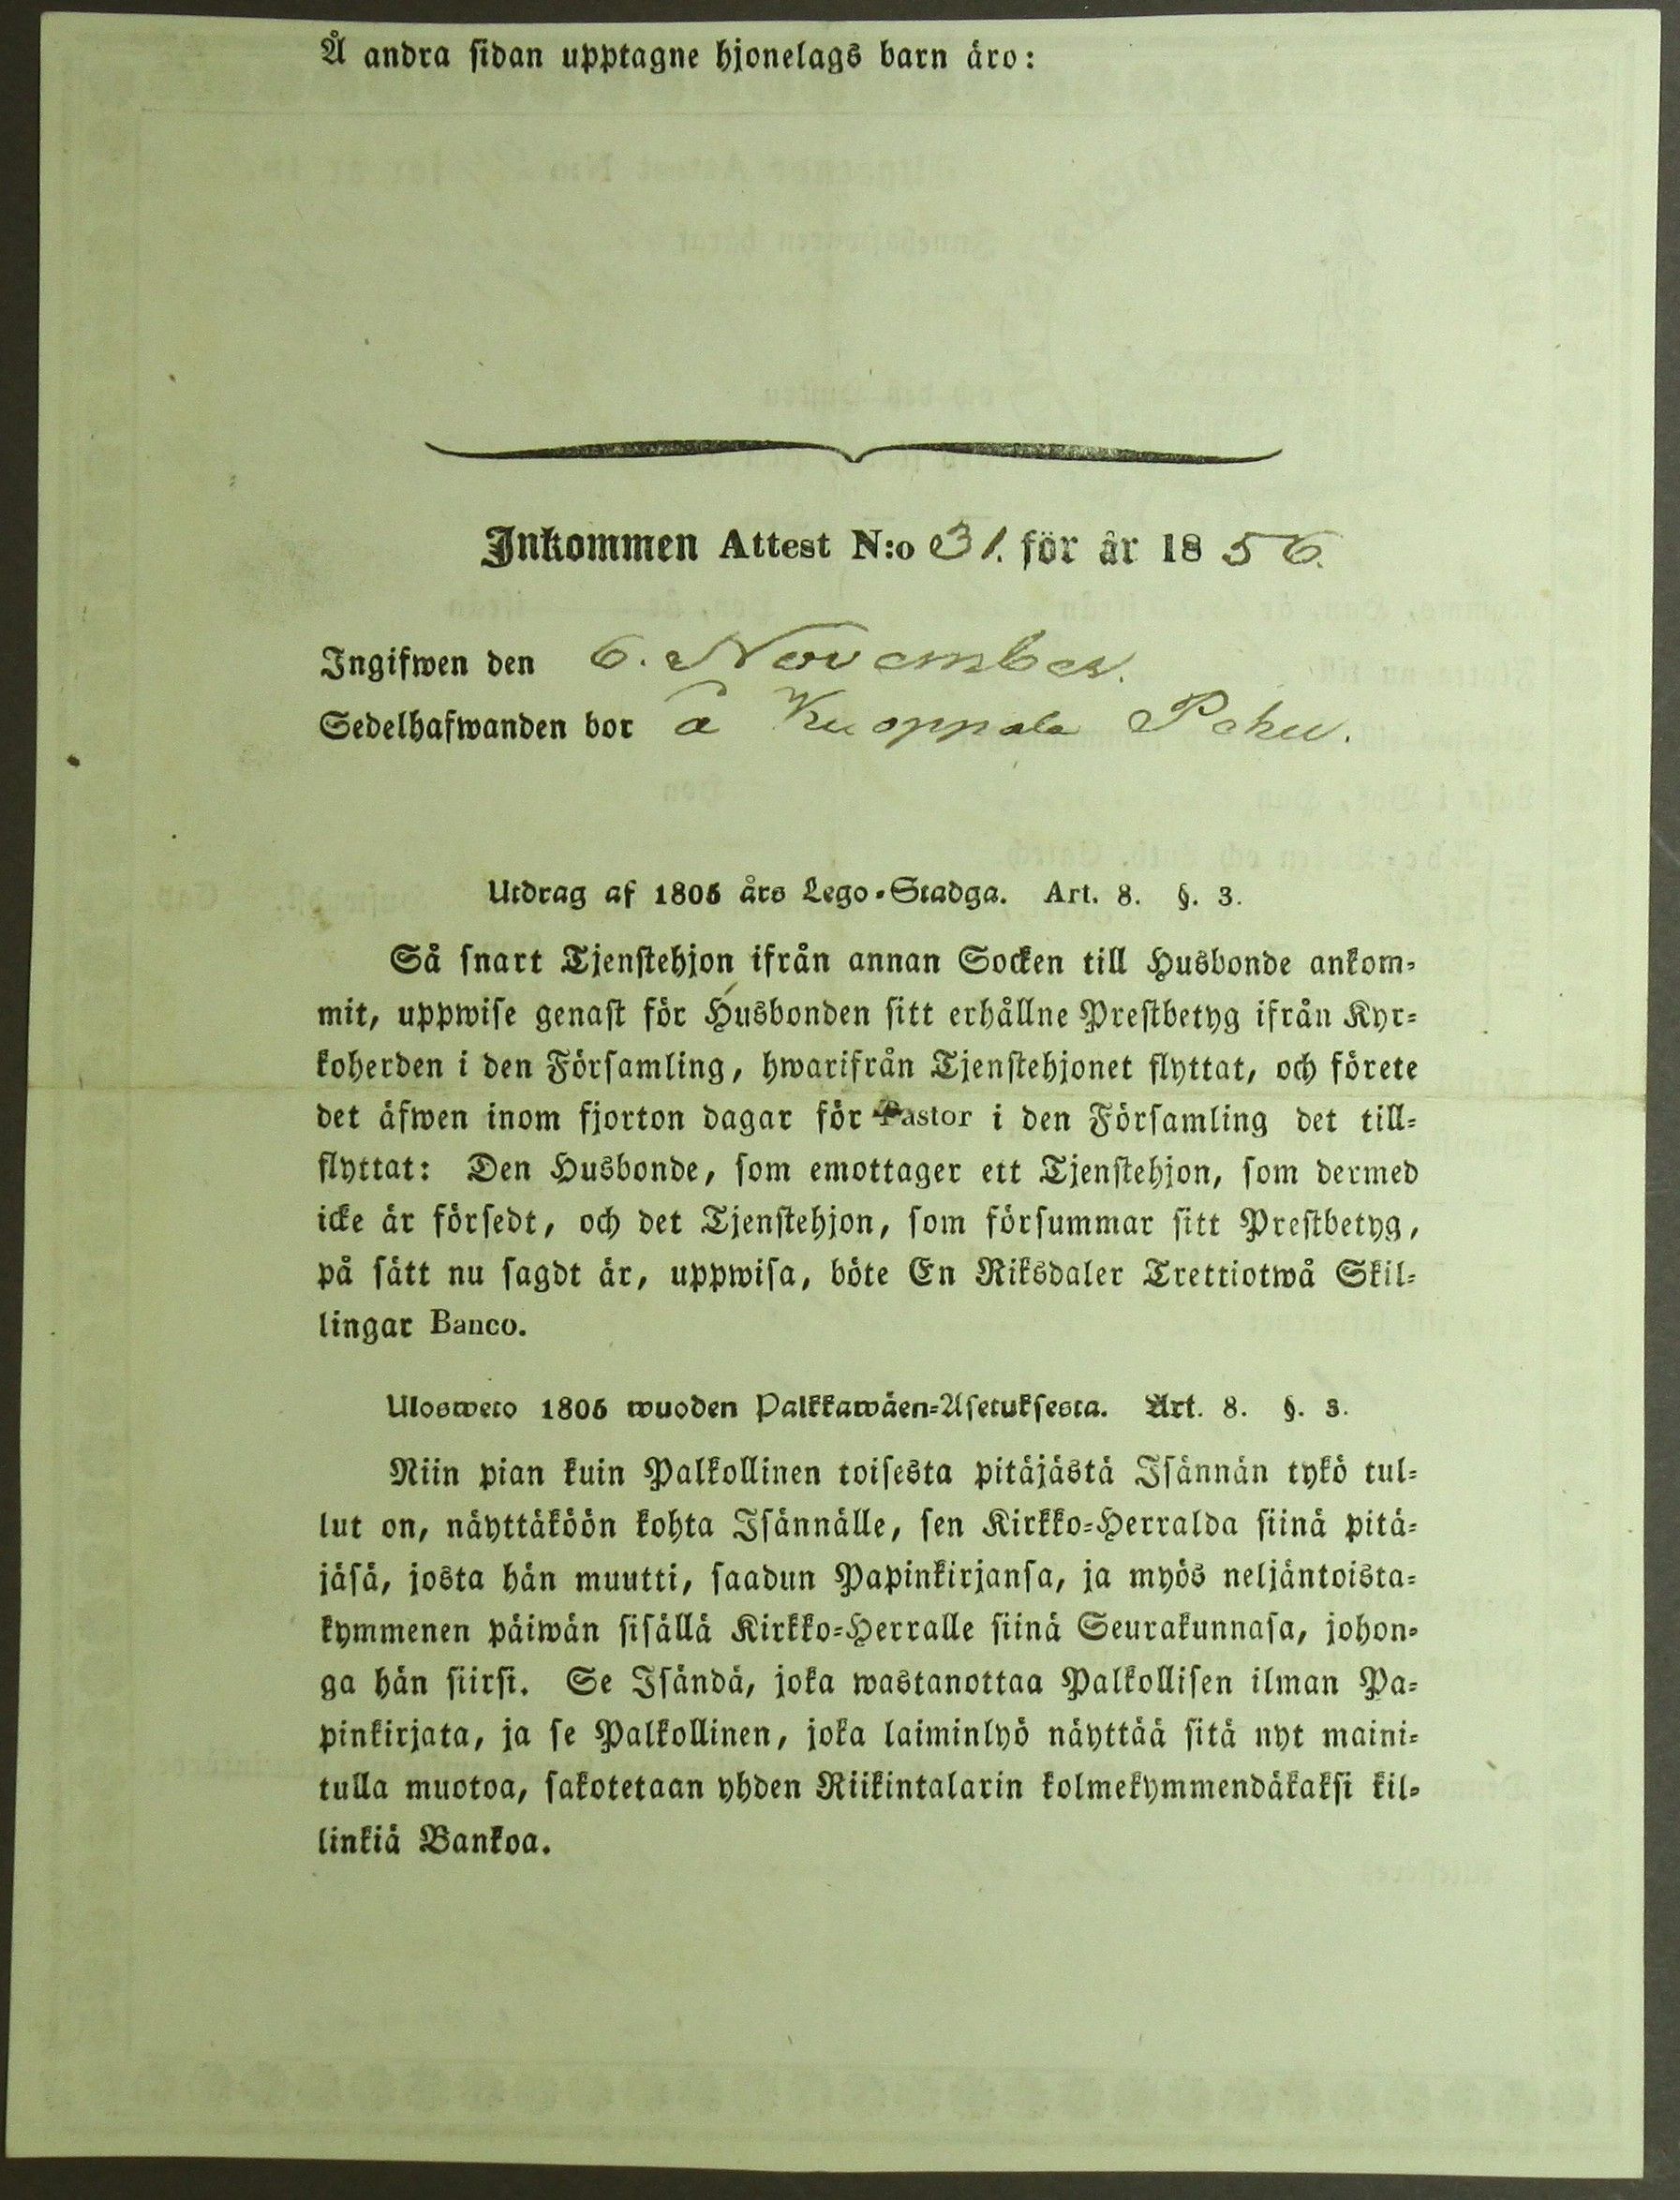 Å andra sidan upptagne hjonelags barn äro:
Inkommen Attest N:o 31. för år 1856.
Ingifwen den 6. November.
Sedelhafwanden bor å Kuoppala Pehu.
Utdrag af 1805 års Lego-Stadga. Art. 8. §. 3.
Så snart Tjenstehjon ifrån annan Socken till Husbonde ankom-
mit, uppwise genast för Husbonden sitt erhållne Prestbetyg ifrån Kyr-
koherden i den Församling, hwarifrån Tjenstehjonet flyttat, och förete
det äfwen inom fjorton dagar för Pastor i den Församling det till-
flyttat: Den Husbonde, som emottager ett Tjenstehjon, som dermed
icke är försedt, och det Tjenstehjon, som försummar sitt Prestbetyg,
på sätt nu sagdt är, uppwisa, böte En Riksdaler Trettiotwå Skil-
lingar Banco.
Ulosweto 1805 wuoden Palkkawäen-Asetuksesta. Art. 8. §. 3.
Niin pian kuin Palkollinen toisesta pitäjästä Isännän tykö tul-
lut on, näyttäköön kohta Isännälle, sen Kirkko-Herralda siinä pitä-
jäsä, josta hän muutti, saadun Papinkirjansa, ja myös neljäntoista-
kymmenen päiwän sisällä Kirkko-Herralle siinä Seurakunnasa, johon-
ga hän siirsi. Se Isändä, joka wastanottaa Palkollisen ilman Pa-
pinkirjata, ja se Palkollinen, joka laiminlyö näyttää sitä nyt maini-
tulla muotoa, sakotetaan yhden Riikintalarin kolmekymmendäkaksi kil-
linkiä Bankoa.